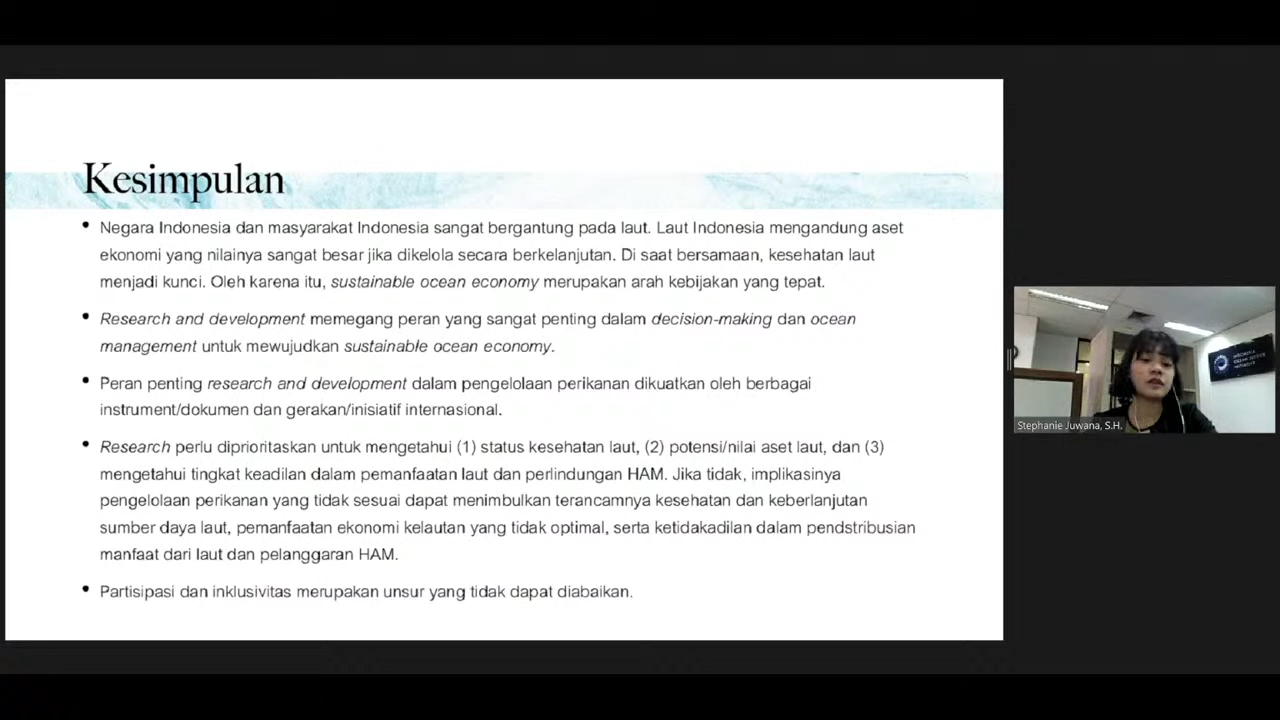 Kesimpulan
• Negara Indonesia dan masyarakat Indonesia sangat bergantung pada laut. Laut Indonesia mengandung aset
ekonomi yang nilainya sangat besar jika dikelola secara berkelanjutan. Di saat bersamaan, kesehatan laut
menjadi kunci. Oleh karena itu, sustainable ocean economy merupakan arah kebijakan yang tepat.
• Research and development memegang peran yang sangat penting dalam decision-making dan ocean
management untuk mewujudkan sustainable ocean economy.
• Peran penting research and development dalam pengelolaan perikanan dikuatkan oleh berbagai
instrument/dokumen dan gerakan/inisiatif internasional.
• Research perlu diprioritaskan untuk mengetahui (1) status kesehatan laut, (2) potensi/nilai aset laut, dan (3)
mengetahui tingkat keadilan dalam pemanfaatan laut dan perlindungan HAM. Jika tidak, implikasinya
pengelolaan perikanan yang tidak sesuai dapat menimbulkan terancamnya kesehatan dan keberlanjutan
sumber daya laut, pemanfaatan ekonomi kelautan yang tidak optimal, serta ketidakadilan dalam pendstribusian
manfaat dari laut dan pelanggaran HAM.
• Partisipasi dan inklusivitas merupakan unsur yang tidak dapat diabaikan.
INDONESIA
OCEAN JUSTICE
INITIATIVE
Stephanie Juwana, S.H.